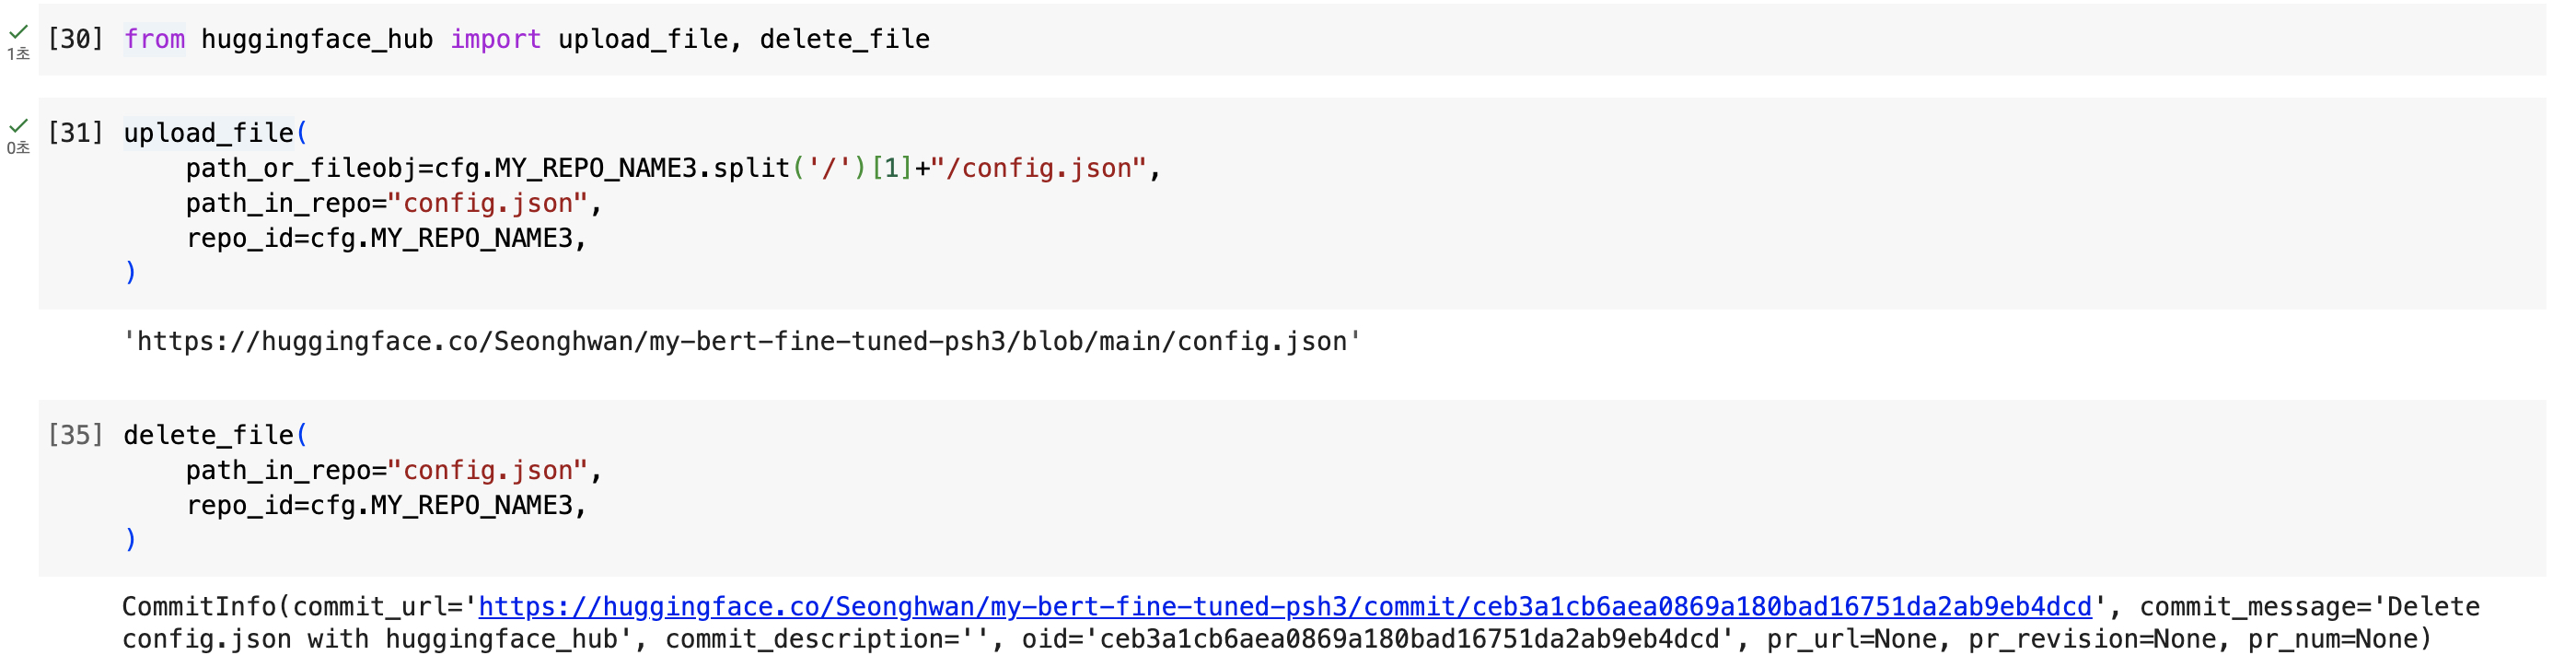 [30] from huggingface_hub import upload_file, delete_file
1초
[31] upload_file(
0초
    path_or_fileobj=cfg.MY_REPO_NAME3.split('/')[1]+"/config.json",
    path_in_repo="config.json",
    repo_id=cfg.MY_REPO_NAME3,
)
'https://huggingface.co/Seonghwan/my-bert-fine-tuned-psh3/blob/main/config.json'
[35] delete_file(
    path_in_repo="config.json",
    repo_id=cfg.MY_REPO_NAME3,
)
CommitInfo(commit_url='https://huggingface.co/Seonghwan/my-bert-fine-tuned-psh3/commit/ceb3a1cb6aea0869a180bad16751da2ab9eb4dcd', commit_message='Delete
config.json with huggingface_hub', commit_description='', oid='ceb3a1cb6aea0869a180bad16751da2ab9eb4dcd', pr_url=None, pr_revision=None, pr_num=None)